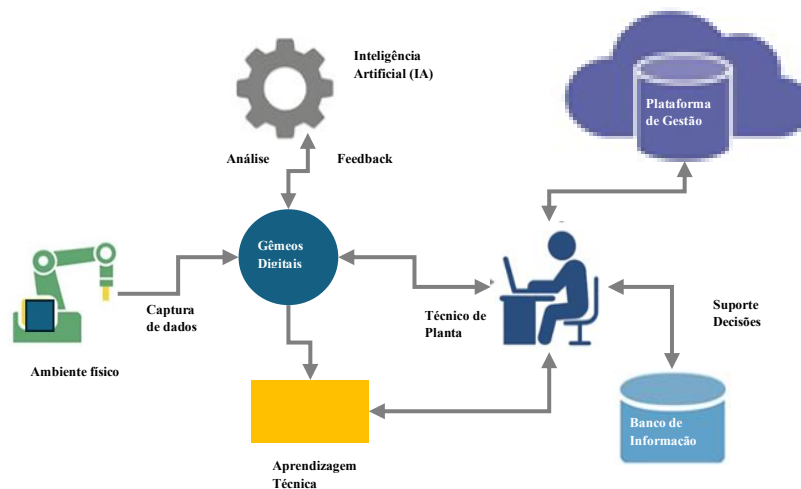 Inteligência
Artificial (IA)
Plataforma
de Gestão
Análise
Feedback
Gêmeos
Digitais
Captura
de dados
Técnico de
Planta
Suporte
Decisões
Ambiente físico
Banco de
Informação
Aprendizagem
Técnica